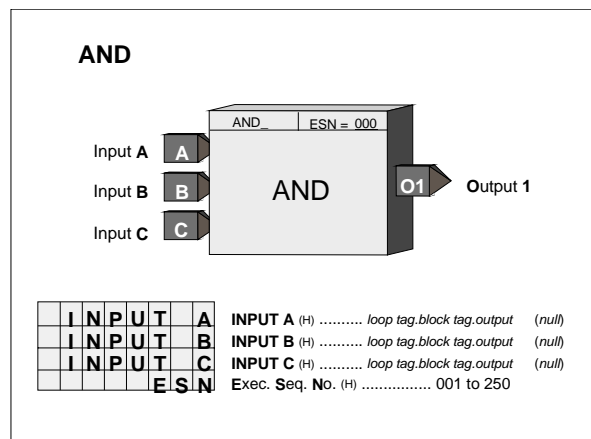 AND
AND_ ESN = 000
Input A A
Input B B
Input C C
AND
O1 Output 1
INPUT A INPUT A (H) .......... loop tag.block tag.output (null)
INPUT B INPUT B (H) .......... loop tag.block tag.output (null)
INPUT C INPUT C (H) .......... loop tag.block tag.output (null)
ESN Exec. Seq. No. (H) ................ 001 to 250